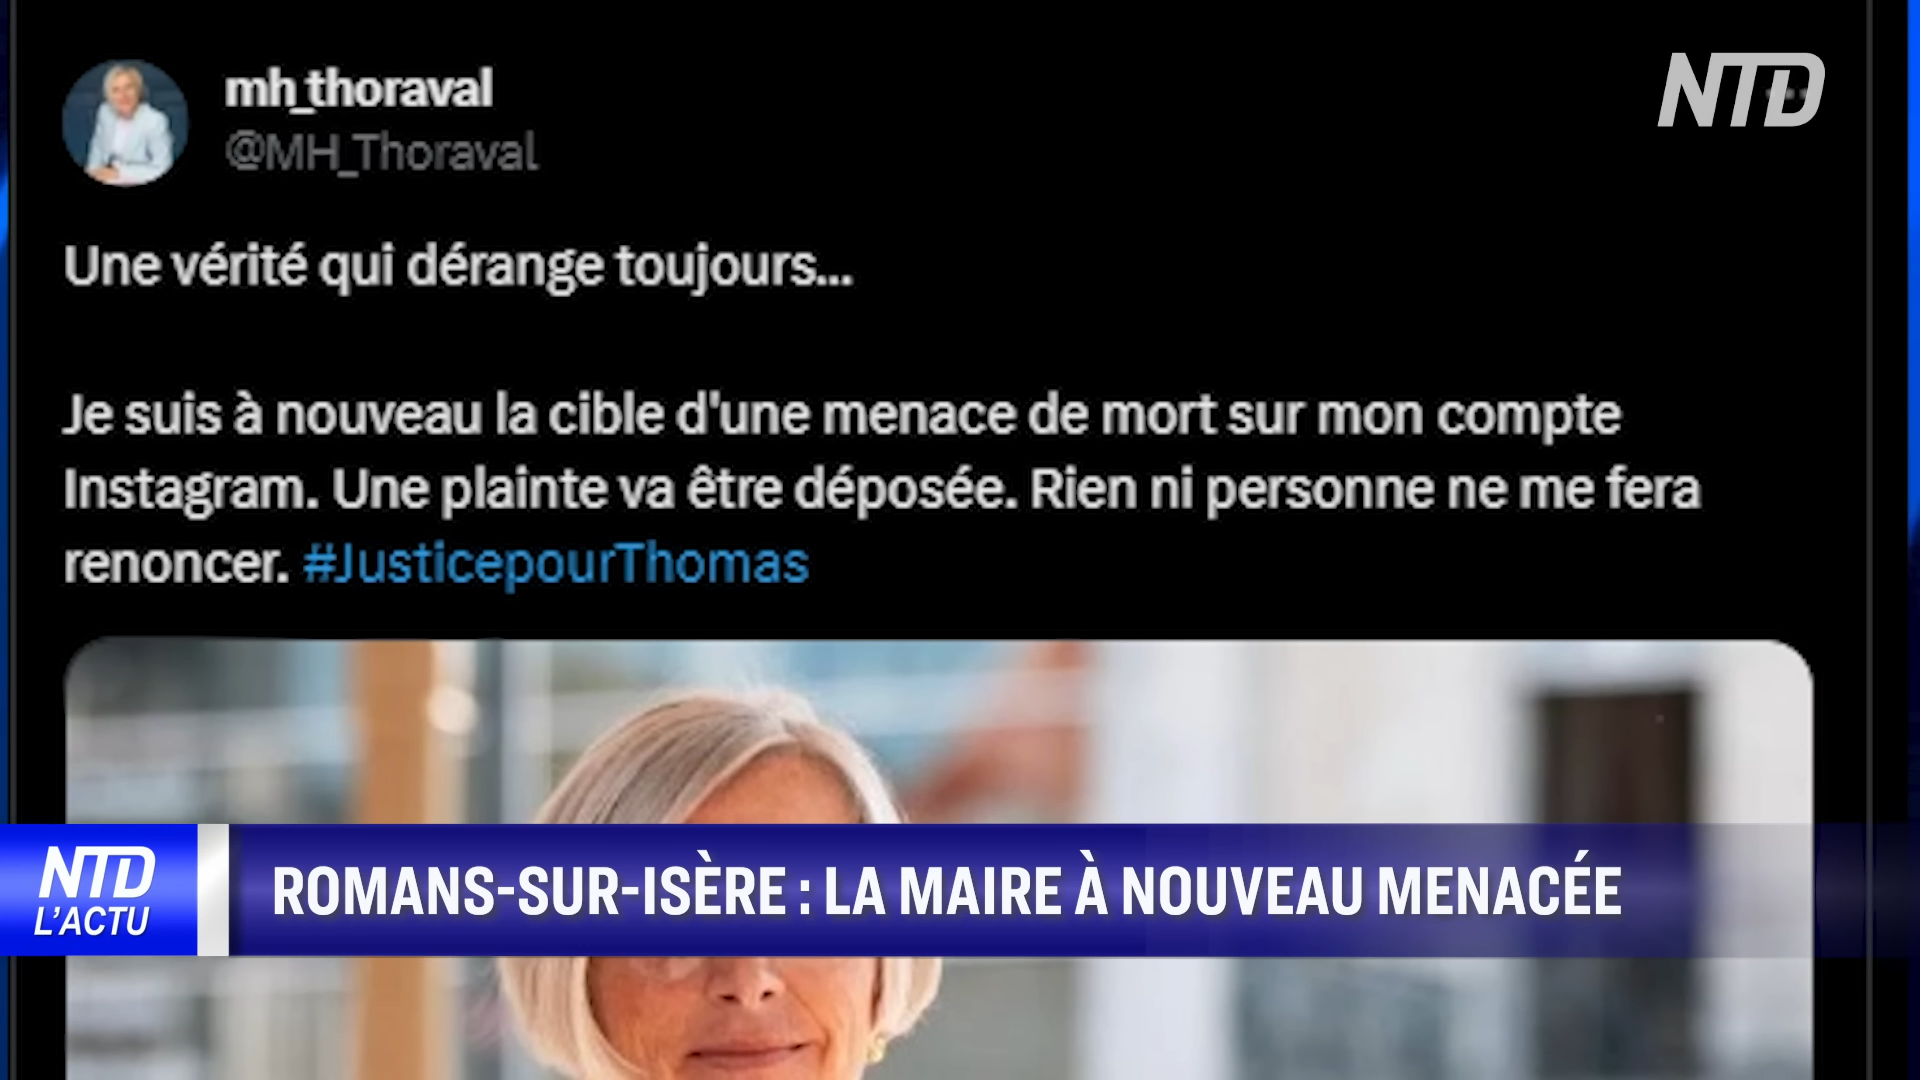 mh_thoraval
@MH_Thoraval
NTD
Une vérité qui dérange toujours...
Je suis à nouveau la cible d'une menace de mort sur mon compte
Instagram. Une plainte va être déposée. Rien ni personne ne me fera
renoncer. #JusticepourThomas
NTD
L'ACTU
ROMANS-SUR-ISÈRE : LA MAIRE À NOUVEAU MENACÉE